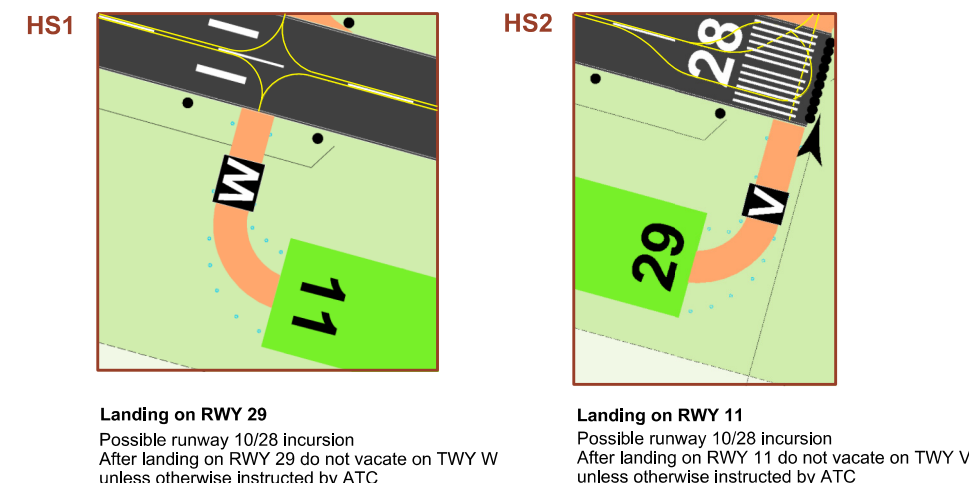 HS1
W
11
Landing on RWY 29
Possible runway 10/28 incursion
After landing on RWY 29 do not vacate on TWY W
unless otherwise instructed by ATC
HS2
28
V
29
Landing on RWY 11
Possible runway 10/28 incursion
After landing on RWY 11 do not vacate on TWY V
unless otherwise instructed by ATC